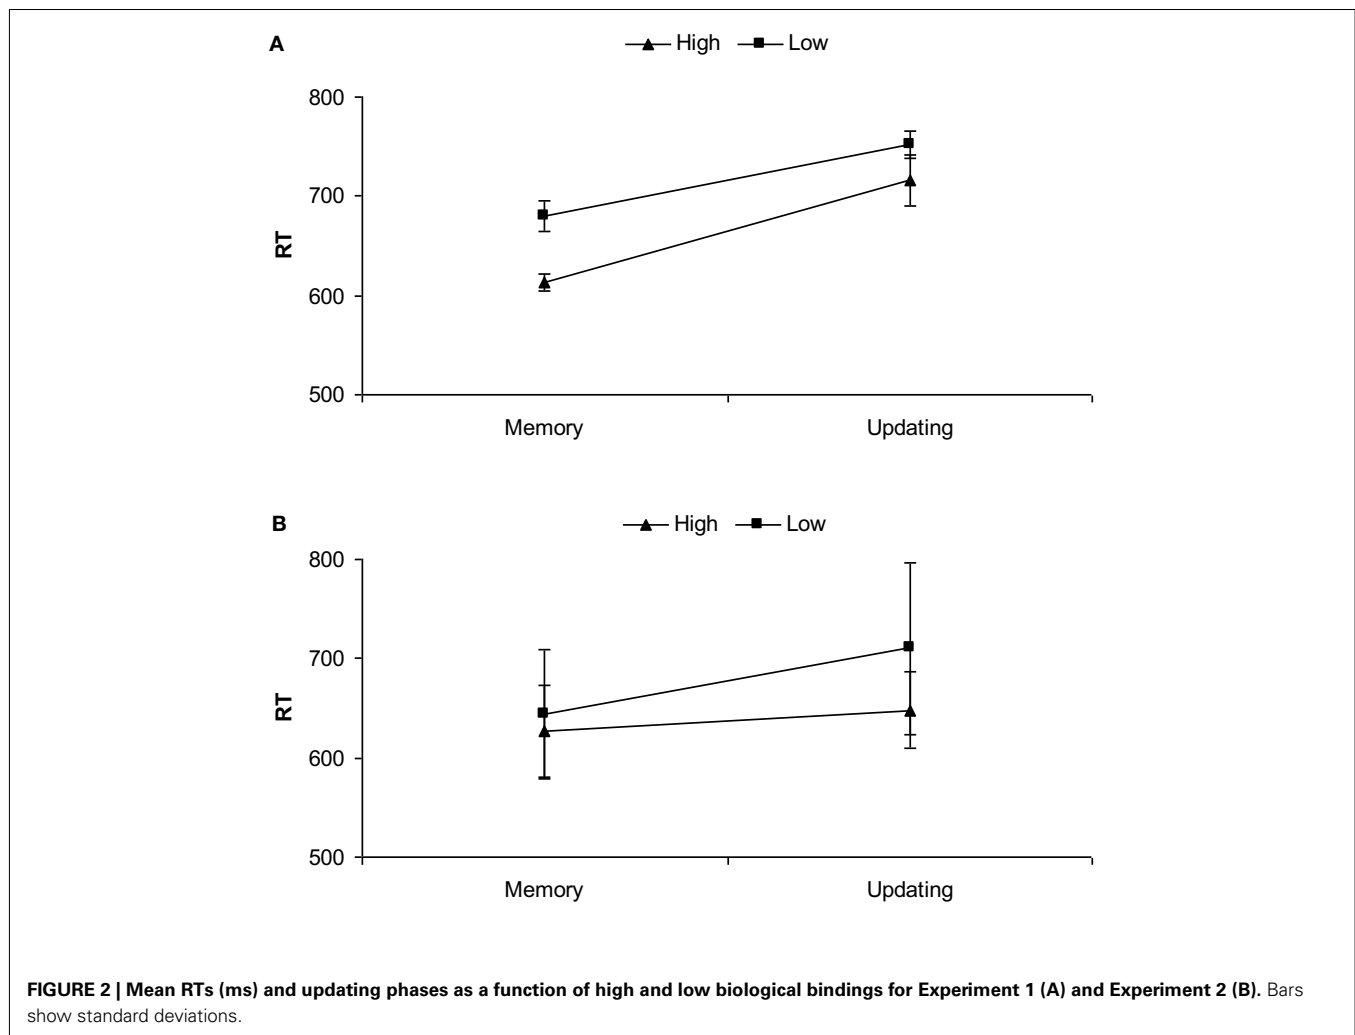 A
High Low
800
700
RT
600
500
Memory Updating
B
High Low
800
700
RT
600
500
Memory Updating
FIGURE 2 | Mean RTs (ms) and updating phases as a function of high and low biological bindings for Experiment 1 (A) and Experiment 2 (B). Bars
show standard deviations.